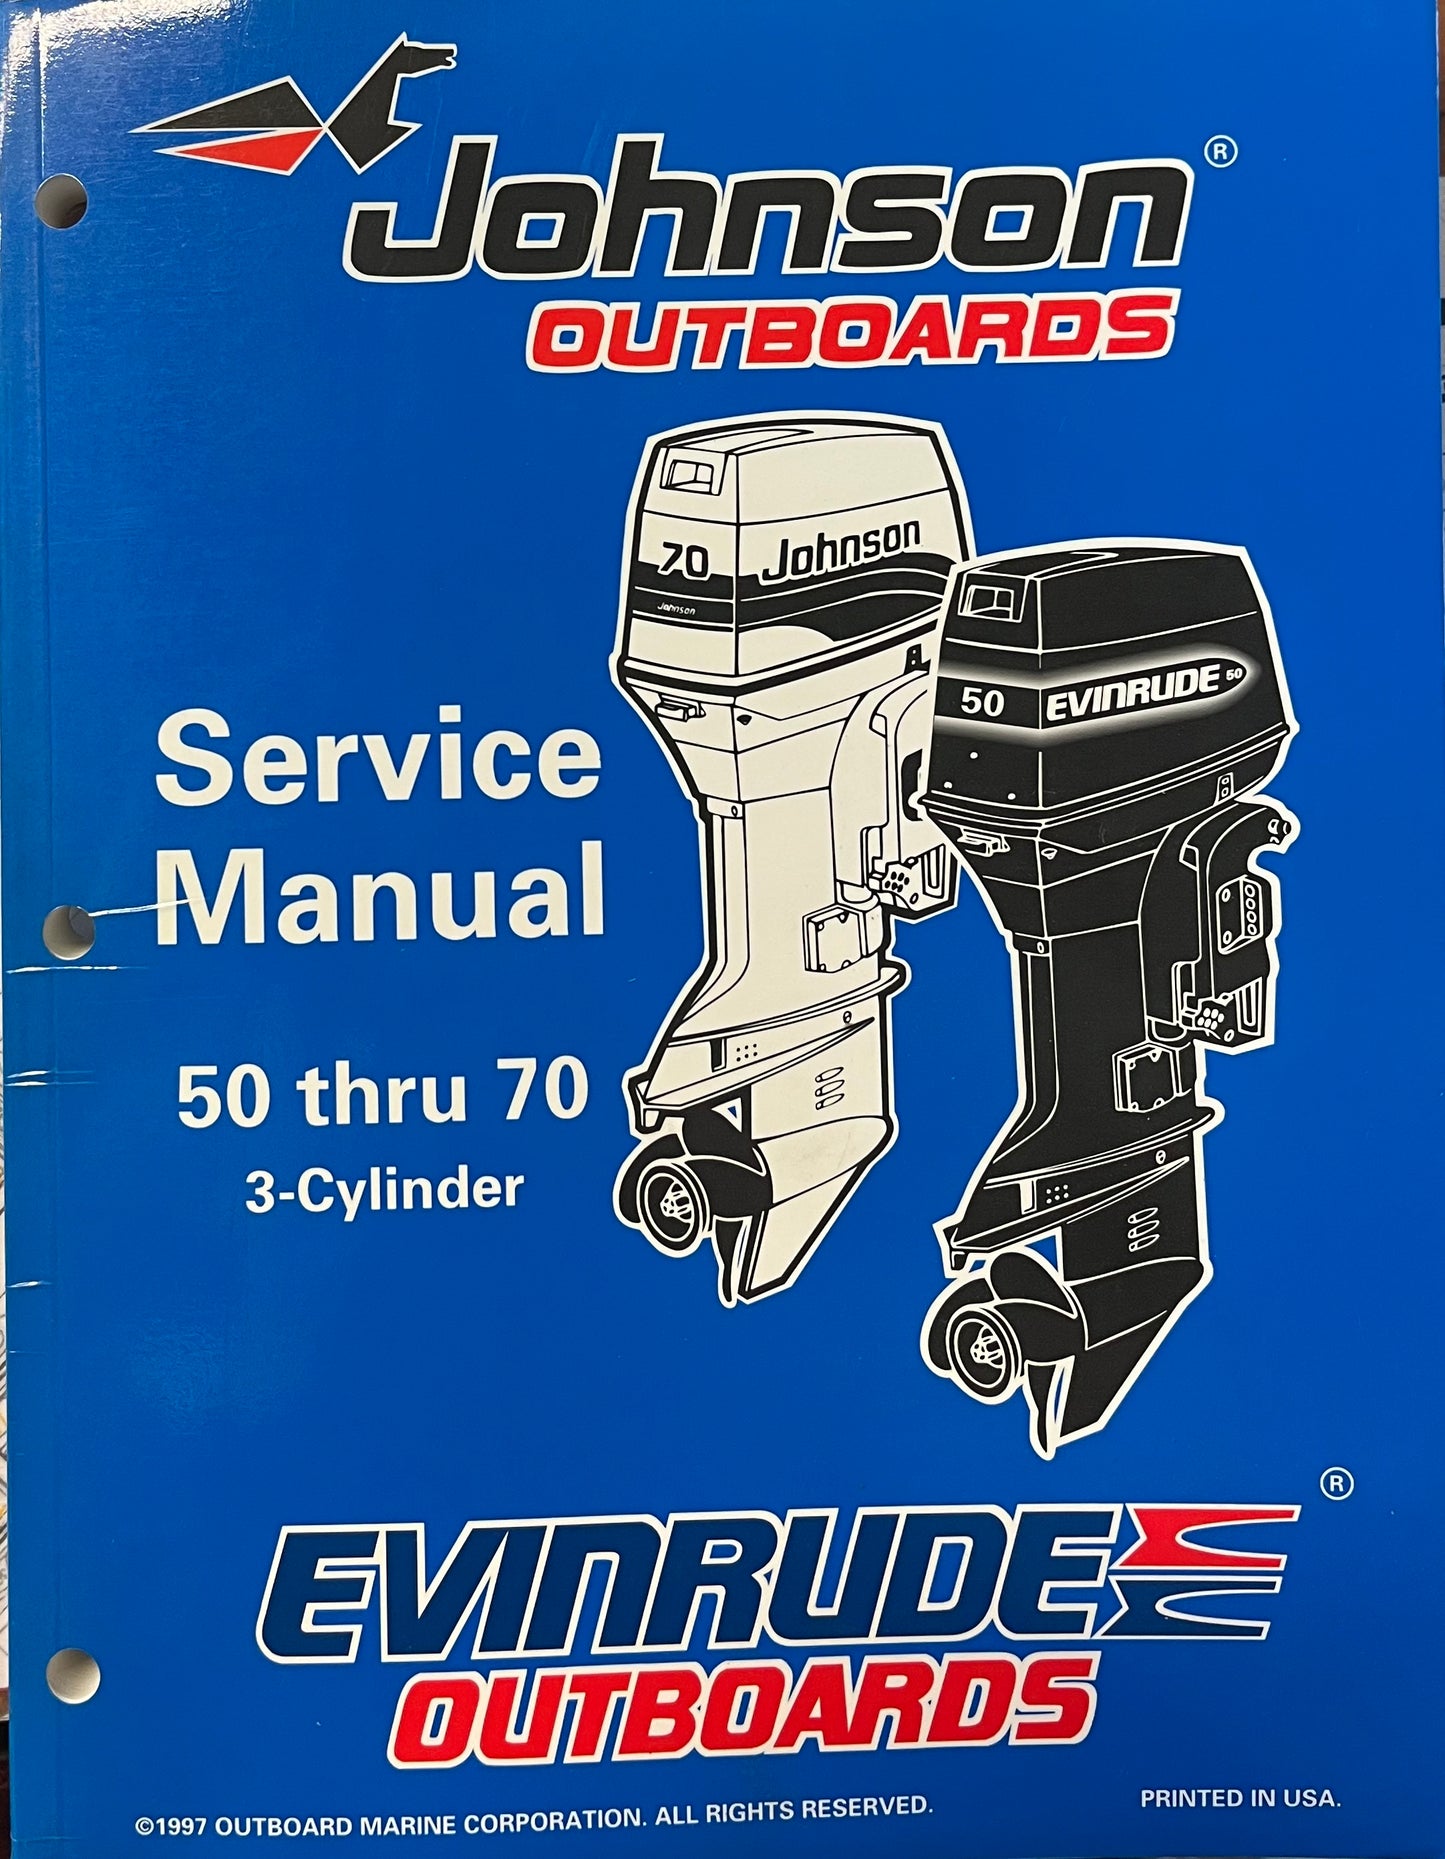 Johnson®
OUTBOARDS
70 Johnson
Johnson
50 EVINRUDE 50
Service
Manual
50 thru 70
3-Cylinder
®
EVINRUDE
OUTBOARDS
©1997 OUTBOARD MARINE CORPORATION. ALL RIGHTS RESERVED.
PRINTED IN USA.